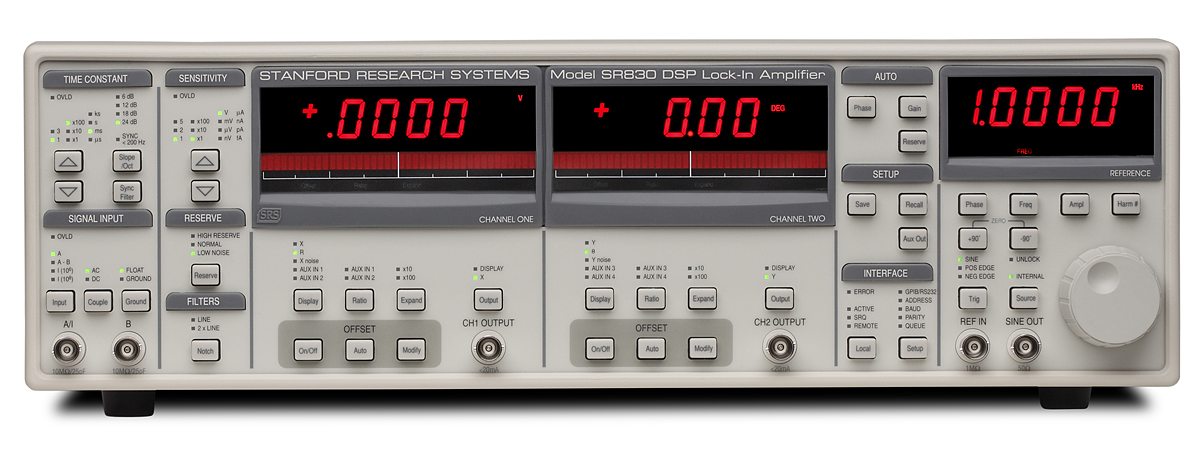 TIME CONSTANT
OVLD
6 dB
12 dB
18 dB
24 dB
ks
x100 s
3 x10 ms
1 x1 µs
SYNC
< 200 Hz
Slope
/Oct
Sync
Filter
SENSITIVITY
OVLD
V µA
5 x100 mV nA
2 x10 µV pA
1 x1 nV fA
STANFORD RESEARCH SYSTEMS
+.0000 V
Offset Ratio Expand
SRS
CHANNEL ONE
Model SR830 DSP Lock-In Amplifier
+ 0.00 DEG
Offset Ratio Expand
CHANNEL TWO
AUTO
Phase
Gain
Reserve
SETUP
Save
Recall
Aux Out
1.0000 kHz
FREQ
REFERENCE
Phase
Freq
Ampl
Harm #
ZERO
+90°
-90°
SINE
POS EDGE
NEG EDGE
UNLOCK
INTERNAL
Trig
Source
REF IN
SINE OUT
1MΩ
50Ω
SIGNAL INPUT
OVLD
A
A - B
I (10⁶)
I (10⁸)
AC
DC
FLOAT
GROUND
Input
Couple
Ground
A/I
B
10MΩ/25pF
10MΩ/25pF
RESERVE
HIGH RESERVE
NORMAL
LOW NOISE
Reserve
FILTERS
LINE
2 x LINE
Notch
X
R
X noise
AUX IN 1
AUX IN 2
AUX IN 1
AUX IN 2
x10
x100
DISPLAY
X
Display
Ratio
Expand
Output
OFFSET
On/Off
Auto
Modify
CH1 OUTPUT
<20mA
Y
θ
Y noise
AUX IN 3
AUX IN 4
AUX IN 3
AUX IN 4
x10
x100
DISPLAY
Y
Display
Ratio
Expand
Output
OFFSET
On/Off
Auto
Modify
CH2 OUTPUT
<20mA
INTERFACE
ERROR
ACTIVE
SRQ
REMOTE
GPIB/RS232
ADDRESS
BAUD
PARITY
QUEUE
Local
Setup